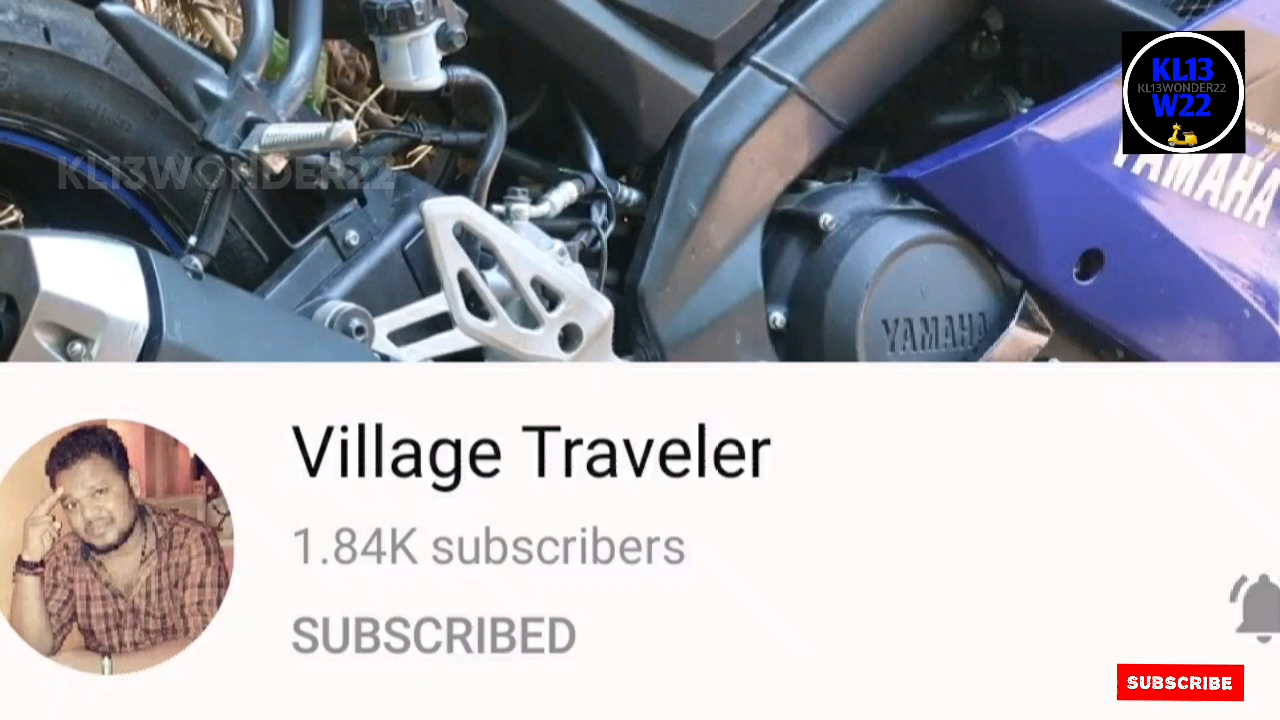 KL13
KL13WONDER22
W22
KL13WONDER22
YAMAHA
YAMAHA
Village Traveler
1.84K subscribers
SUBSCRIBED
SUBSCRIBE